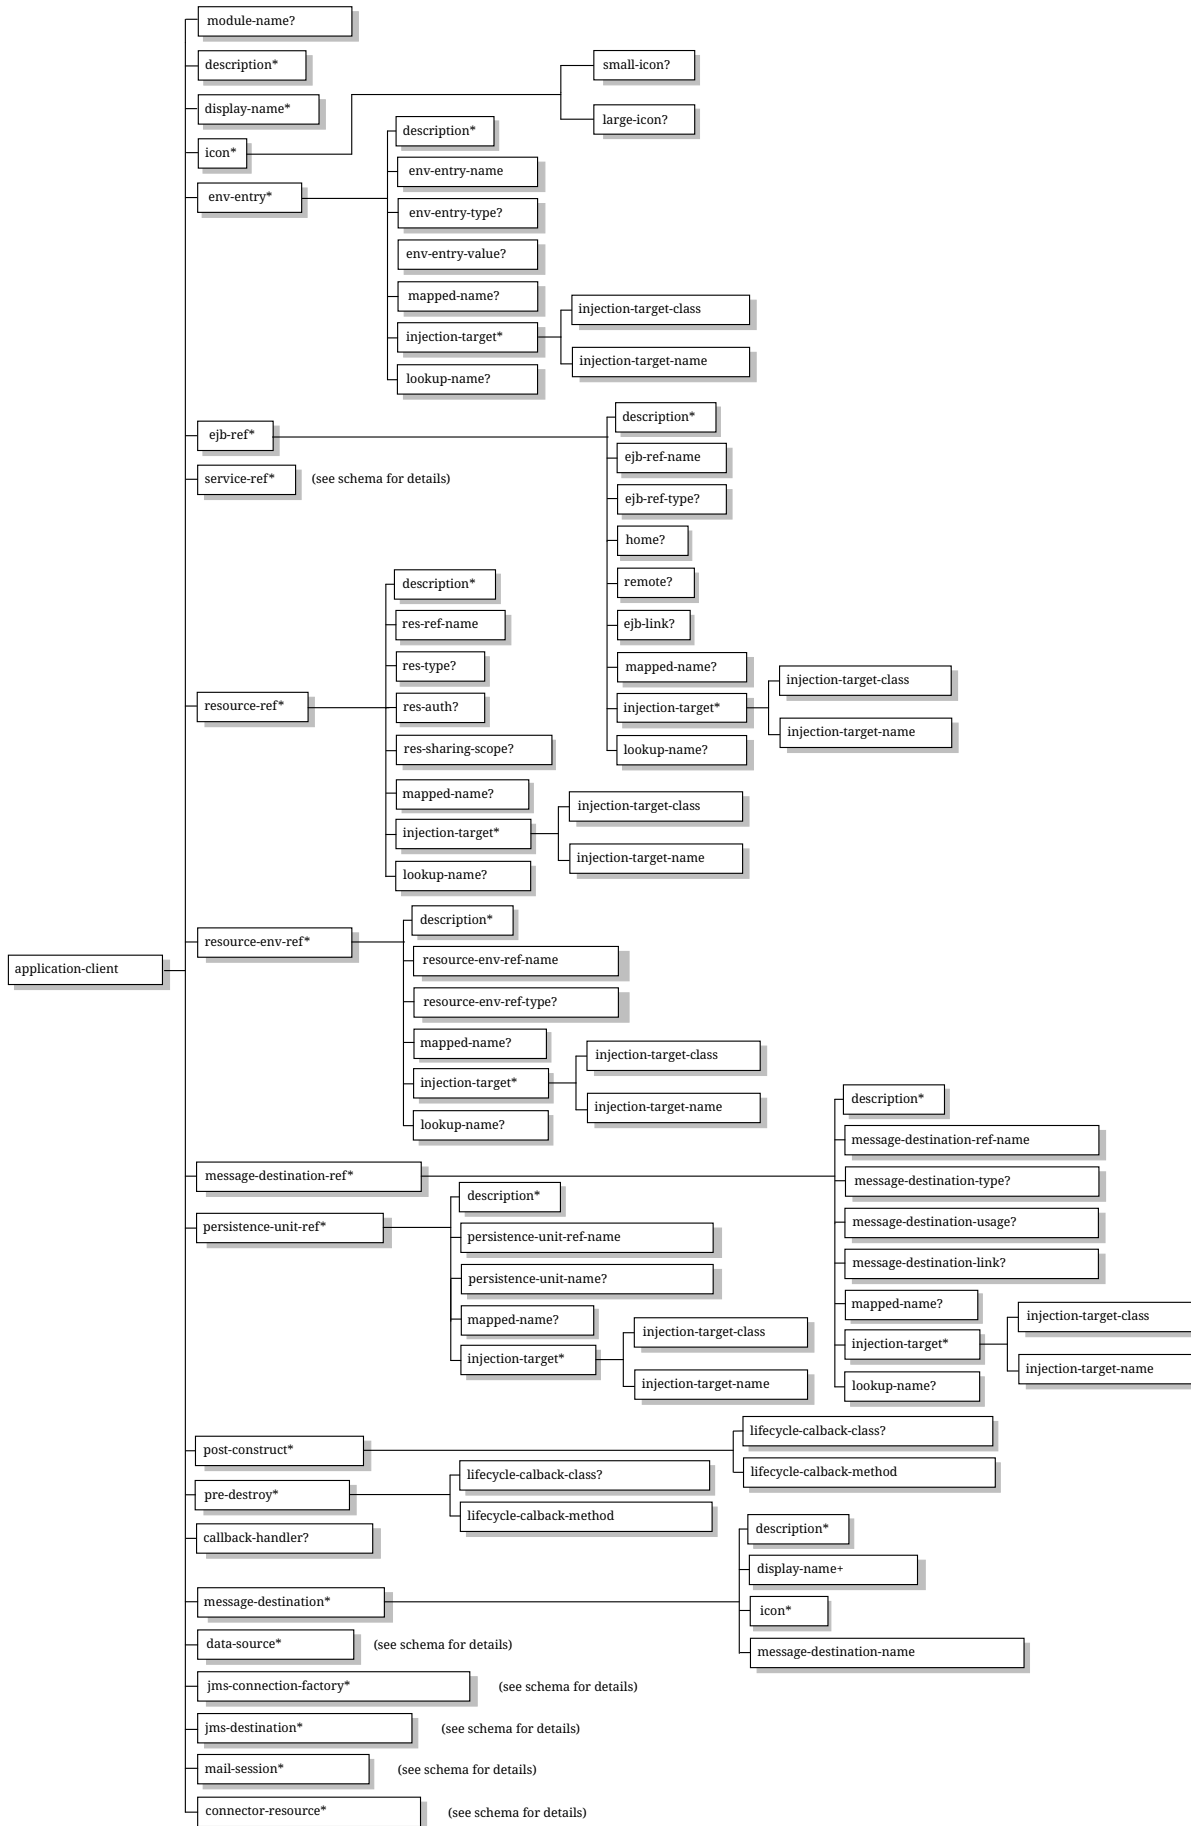 module-name?
description*
display-name*
icon*
small-icon?
large-icon?
env-entry*
description*
env-entry-name
env-entry-type?
env-entry-value?
mapped-name?
injection-target*
injection-target-class
injection-target-name
lookup-name?
ejb-ref*
description*
ejb-ref-name
ejb-ref-type?
home?
remote?
ejb-link?
mapped-name?
injection-target*
injection-target-class
injection-target-name
lookup-name?
service-ref*
(see schema for details)
resource-ref*
description*
res-ref-name
res-type?
res-auth?
res-sharing-scope?
mapped-name?
injection-target*
injection-target-class
injection-target-name
lookup-name?
application-client
resource-env-ref*
description*
resource-env-ref-name
resource-env-ref-type?
mapped-name?
injection-target*
injection-target-class
injection-target-name
lookup-name?
message-destination-ref*
description*
message-destination-ref-name
message-destination-type?
message-destination-usage?
message-destination-link?
mapped-name?
injection-target*
injection-target-class
injection-target-name
lookup-name?
persistence-unit-ref*
description*
persistence-unit-ref-name
persistence-unit-name?
mapped-name?
injection-target*
injection-target-class
injection-target-name
post-construct*
lifecycle-calback-class?
lifecycle-calback-method
pre-destroy*
lifecycle-calback-class?
lifecycle-calback-method
callback-handler?
message-destination*
description*
display-name+
icon*
message-destination-name
data-source*
(see schema for details)
jms-connection-factory*
(see schema for details)
jms-destination*
(see schema for details)
mail-session*
(see schema for details)
connector-resource*
(see schema for details)